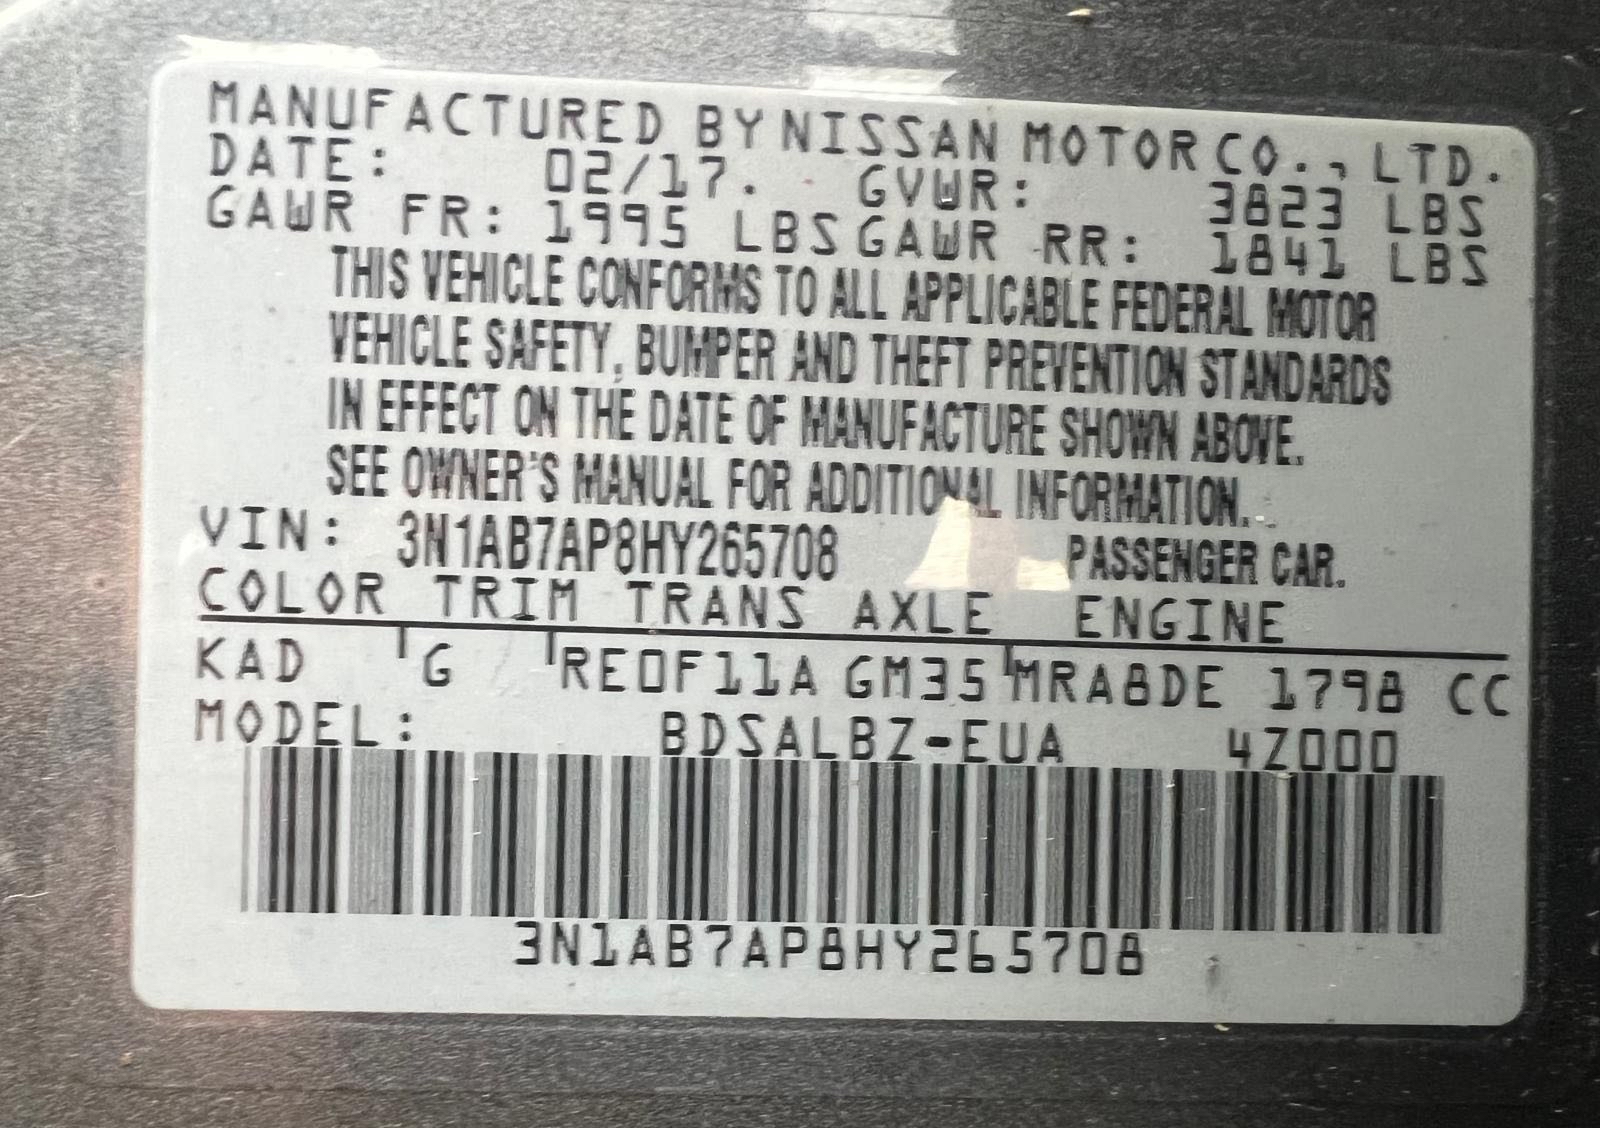 MANUFACTURED BY NISSAN MOTOR CO., LTD.
DATE: 02/17. GVWR: 3823 LBS
GAWR FR: 1995 LBS GAWR RR: 1841 LBS
THIS VEHICLE CONFORMS TO ALL APPLICABLE FEDERAL MOTOR
VEHICLE SAFETY, BUMPER AND THEFT PREVENTION STANDARDS
IN EFFECT ON THE DATE OF MANUFACTURE SHOWN ABOVE.
SEE OWNER'S MANUAL FOR ADDITIONAL INFORMATION.
VIN: 3N1AB7AP8HY265708 PASSENGER CAR.
COLOR TRIM TRANS AXLE ENGINE
KAD G RE0F11A GM35 MRA8DE 1798 CC
MODEL: BDSALBZ-EUA 4Z000
3N1AB7AP8HY265708